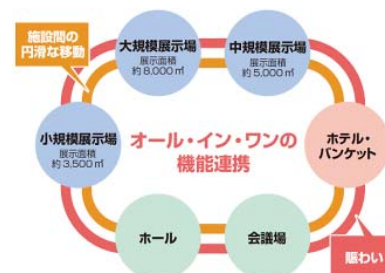 施設間の
円滑な移動
大規模展示場
展示面積
約8,000㎡
中規模展示場
展示面積
約5,000㎡
小規模展示場
展示面積
約3,500㎡
オール・イン・ワンの
機能連携
ホテル・
バンケット
ホール
会議場
賑わい